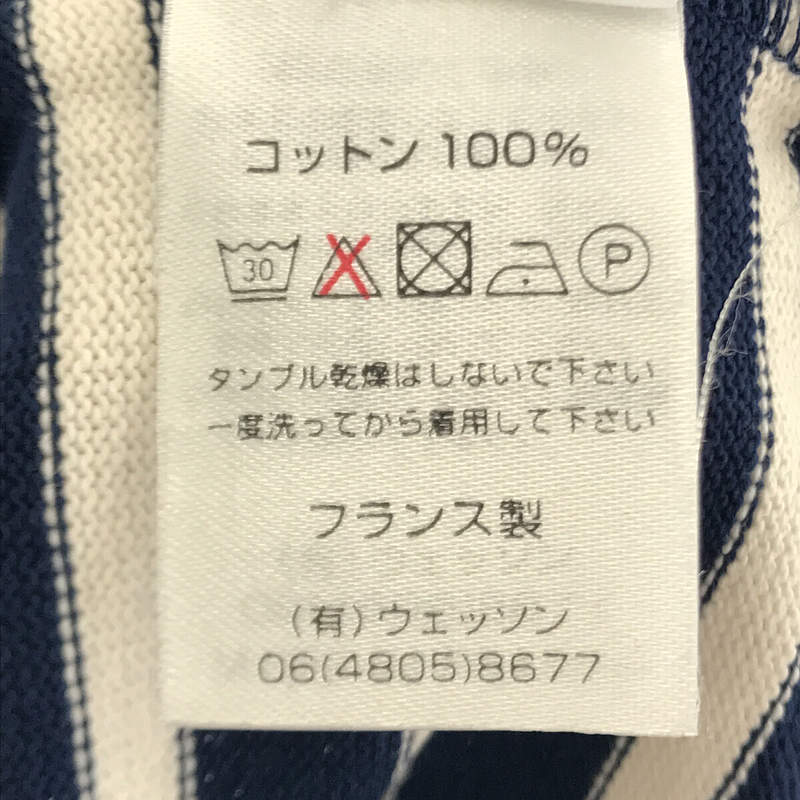 コットン 100%
30 P
タンブル乾燥はしないで下さい
一度洗ってから着用して下さい
フランス製
(有)ウェッソン
06(4805)8677